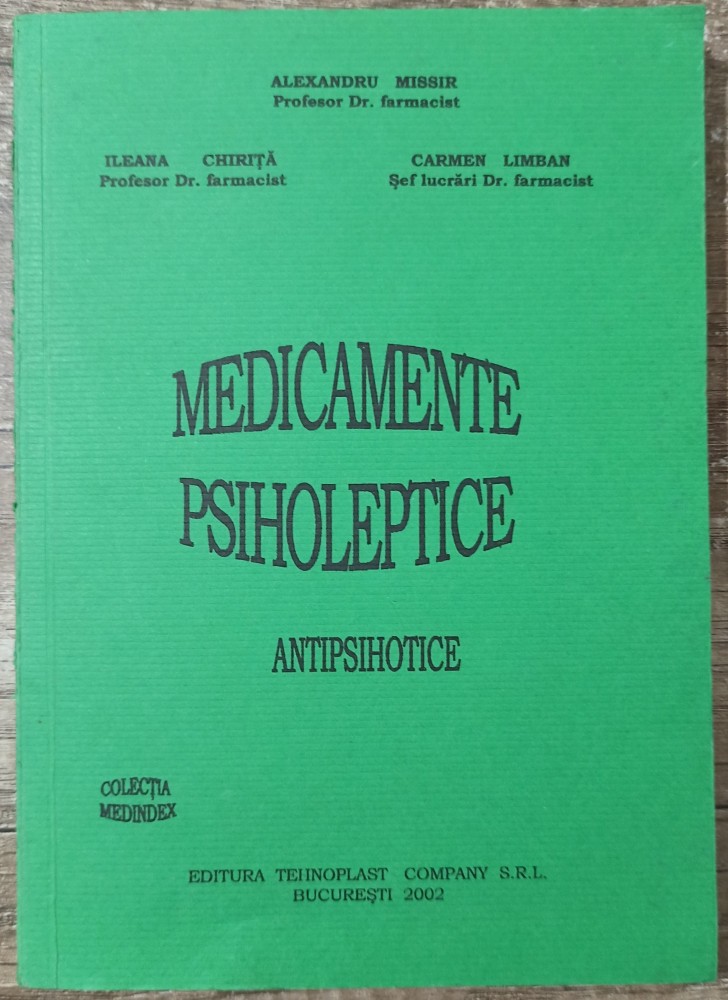 ALEXANDRU MISSIR
Profesor Dr. farmacist
ILEANA CHIRIȚĂ
Profesor Dr. farmacist
CARMEN LIMBAN
Șef lucrări Dr. farmacist
MEDICAMENTE
PSIHOLEPTICE
ANTIPSIHOTICE
COLECȚIA
MEDINDEX
EDITURA TEHNOPLAST COMPANY S.R.L.
BUCUREȘTI 2002